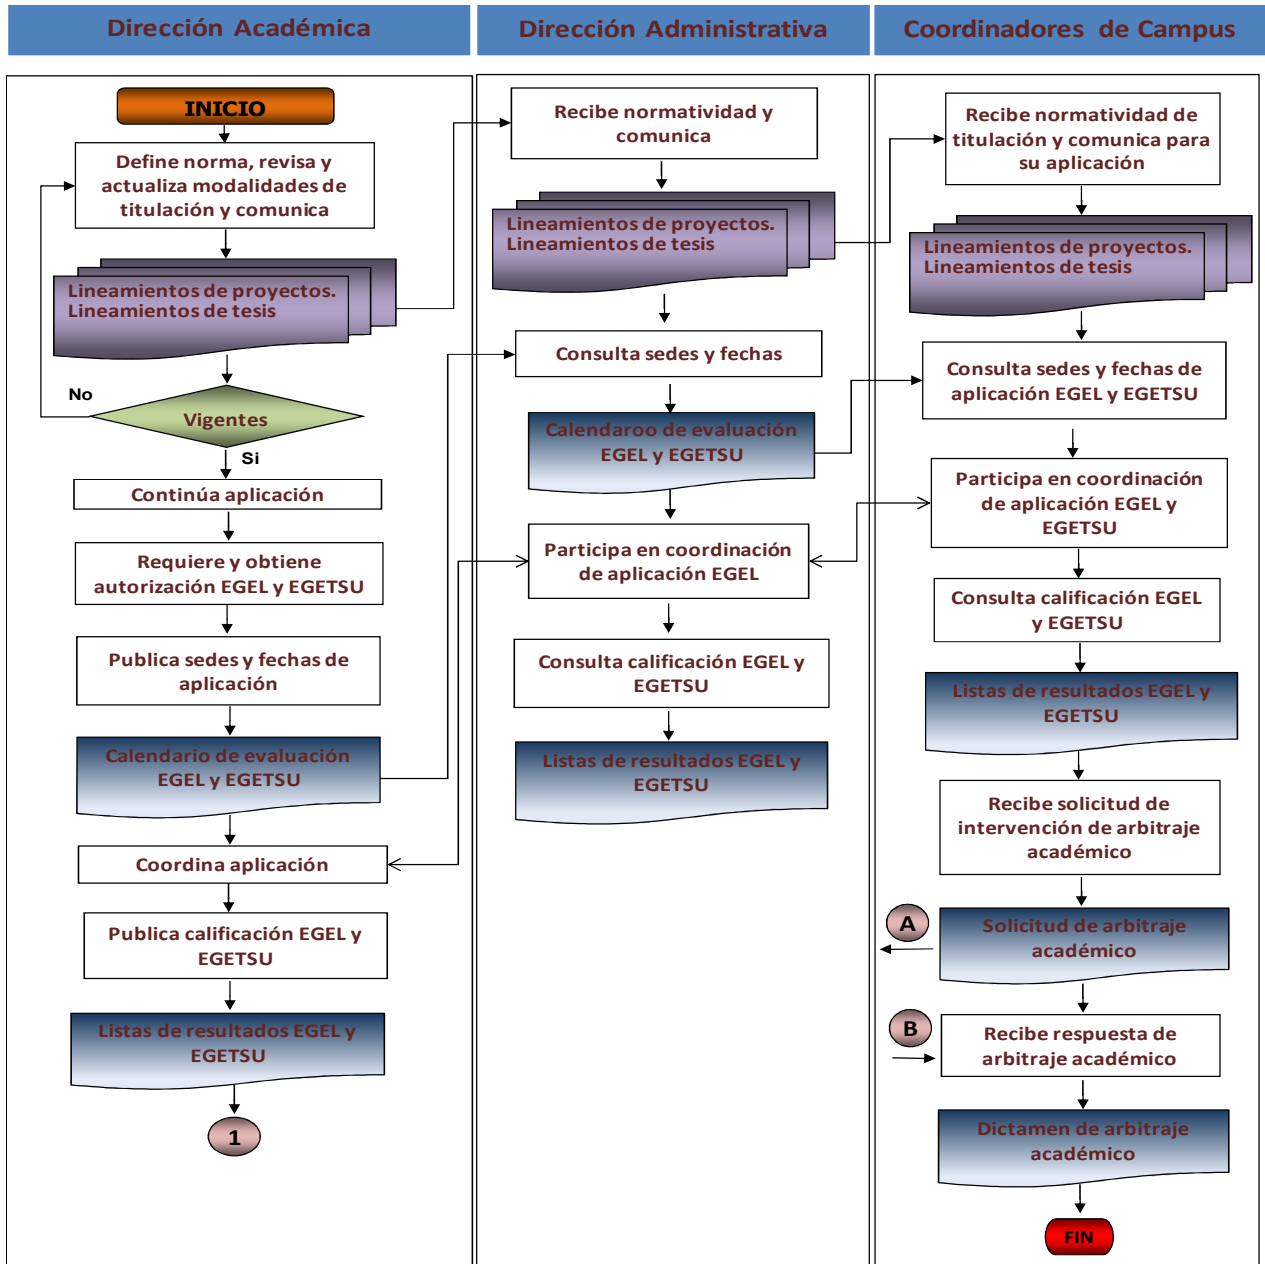 Dirección Académica
Dirección Administrativa
Coordinadores de Campus
INICIO
Define norma, revisa y
actualiza modalidades de
titulación y comunica
Lineamientos de proyectos.
Lineamientos de tesis
No
Vigentes
Si
Continúa aplicación
Requiere y obtiene
autorización EGEL y EGETSU
Publica sedes y fechas de
aplicación
Calendario de evaluación
EGEL y EGETSU
Coordina aplicación
Publica calificación EGEL y
EGETSU
Listas de resultados EGEL y
EGETSU
1
Recibe normatividad y
comunica
Lineamientos de proyectos.
Lineamientos de tesis
Consulta sedes y fechas
Calendaroo de evaluación
EGEL y EGETSU
Participa en coordinación
de aplicación EGEL
Consulta calificación EGEL y
EGETSU
Listas de resultados EGEL y
EGETSU
Recibe normatividad de
titulación y comunica para
su aplicación
Lineamientos de proyectos.
Lineamientos de tesis
Consulta sedes y fechas de
aplicación EGEL y EGETSU
Participa en coordinación
de aplicación EGEL y
EGETSU
Consulta calificación EGEL
y EGETSU
Listas de resultados EGEL y
EGETSU
Recibe solicitud de
intervención de arbitraje
académico
A
Solicitud de arbitraje
académico
B
Recibe respuesta de
arbitraje académico
Dictamen de arbitraje
académico
FIN